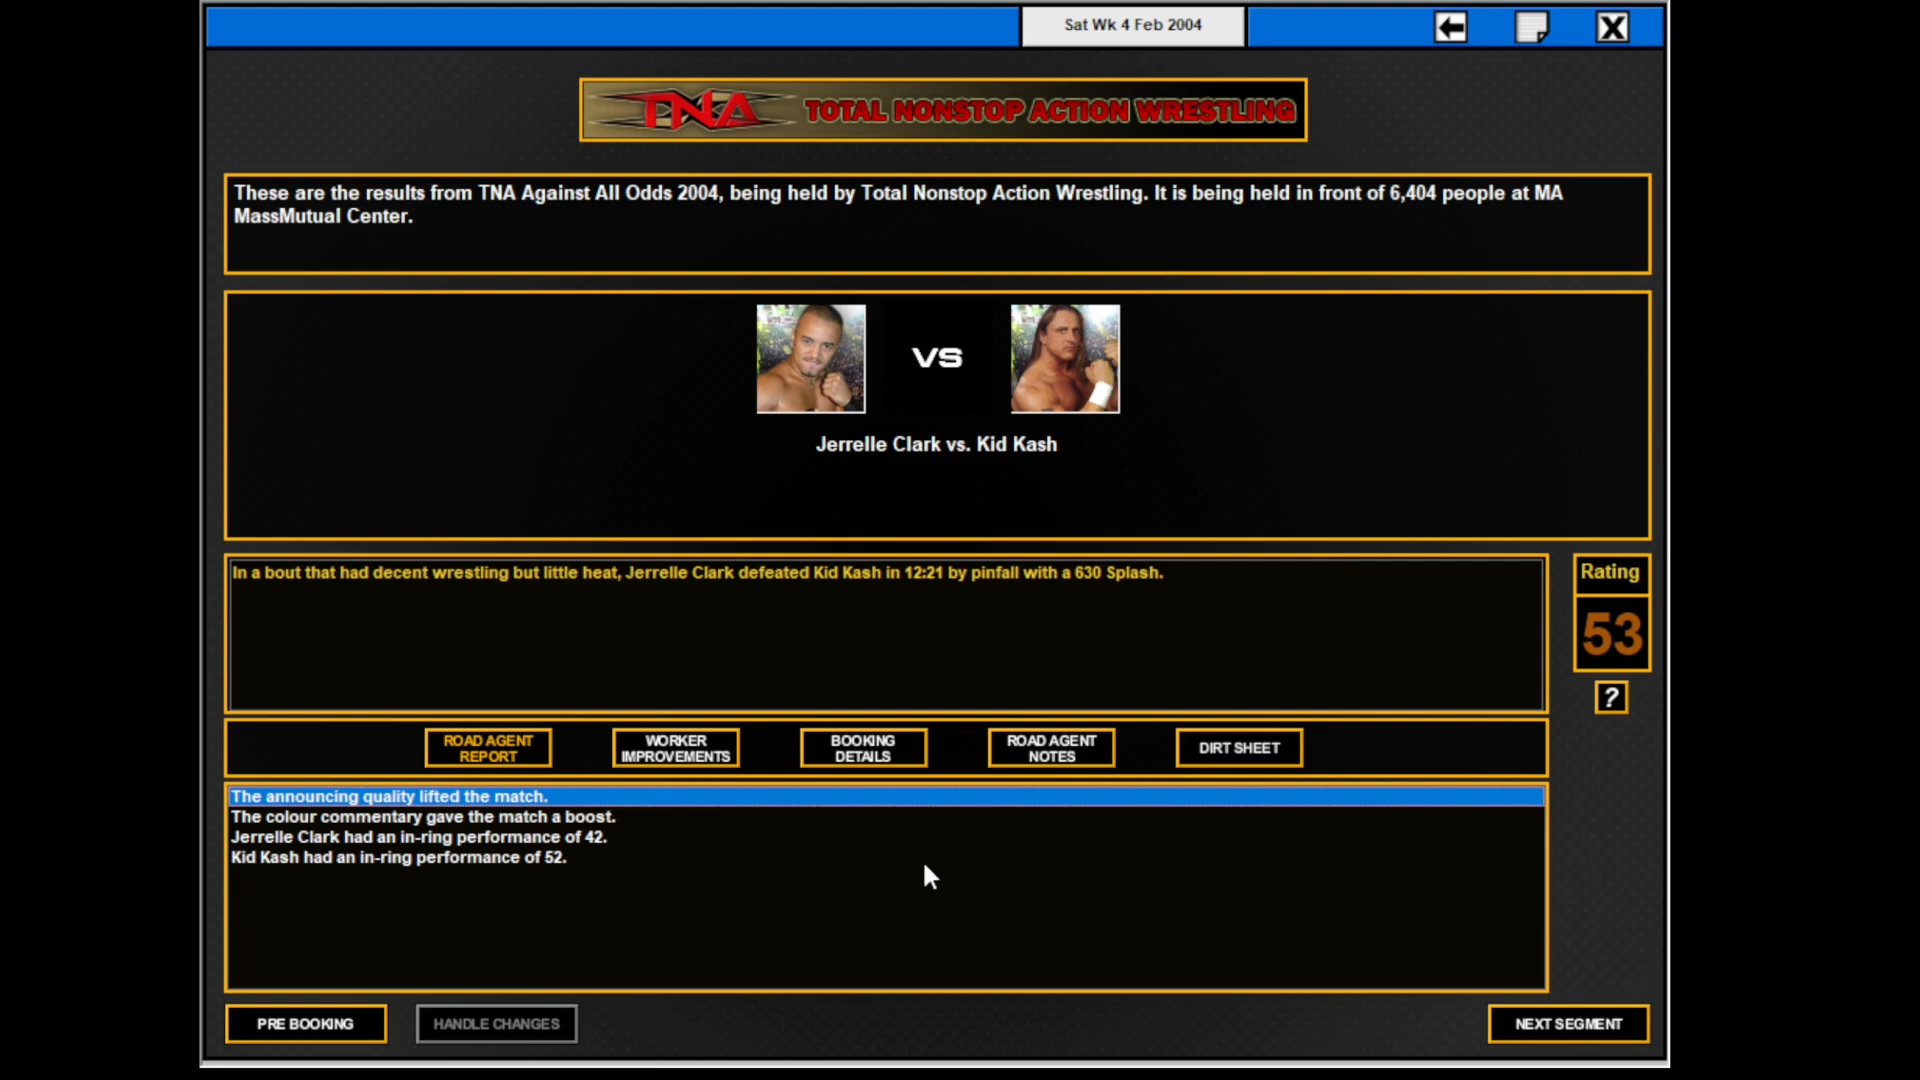 Sat Wk 4 Feb 2004
TNA TOTAL NONSTOP ACTION WRESTLING
These are the results from TNA Against All Odds 2004, being held by Total Nonstop Action Wrestling. It is being held in front of 6,404 people at MA
MassMutual Center.
VS
Jerrelle Clark vs. Kid Kash
In a bout that had decent wrestling but little heat, Jerrelle Clark defeated Kid Kash in 12:21 by pinfall with a 630 Splash.
Rating
53
?
ROAD AGENT
REPORT
WORKER
IMPROVEMENTS
BOOKING
DETAILS
ROAD AGENT
NOTES
DIRT SHEET
The announcing quality lifted the match.
The colour commentary gave the match a boost.
Jerrelle Clark had an in-ring performance of 42.
Kid Kash had an in-ring performance of 52.
PRE BOOKING
HANDLE CHANGES
NEXT SEGMENT